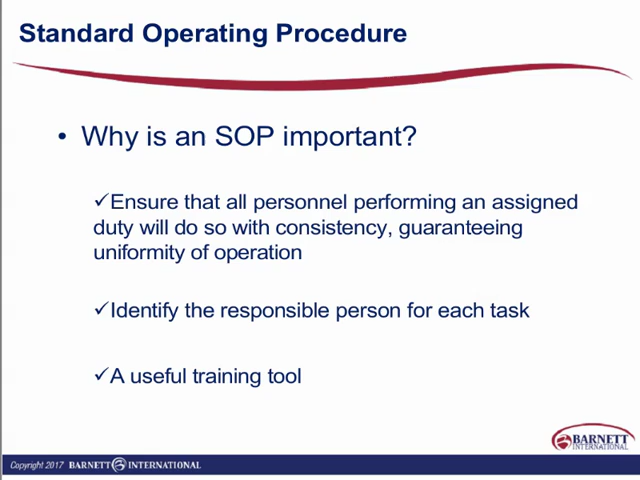 Standard Operating Procedure
• Why is an SOP important?
✓Ensure that all personnel performing an assigned
duty will do so with consistency, guaranteeing
uniformity of operation
✓Identify the responsible person for each task
✓A useful training tool
BARNETT
INTERNATIONAL
Copyright 2017 BARNETT INTERNATIONAL